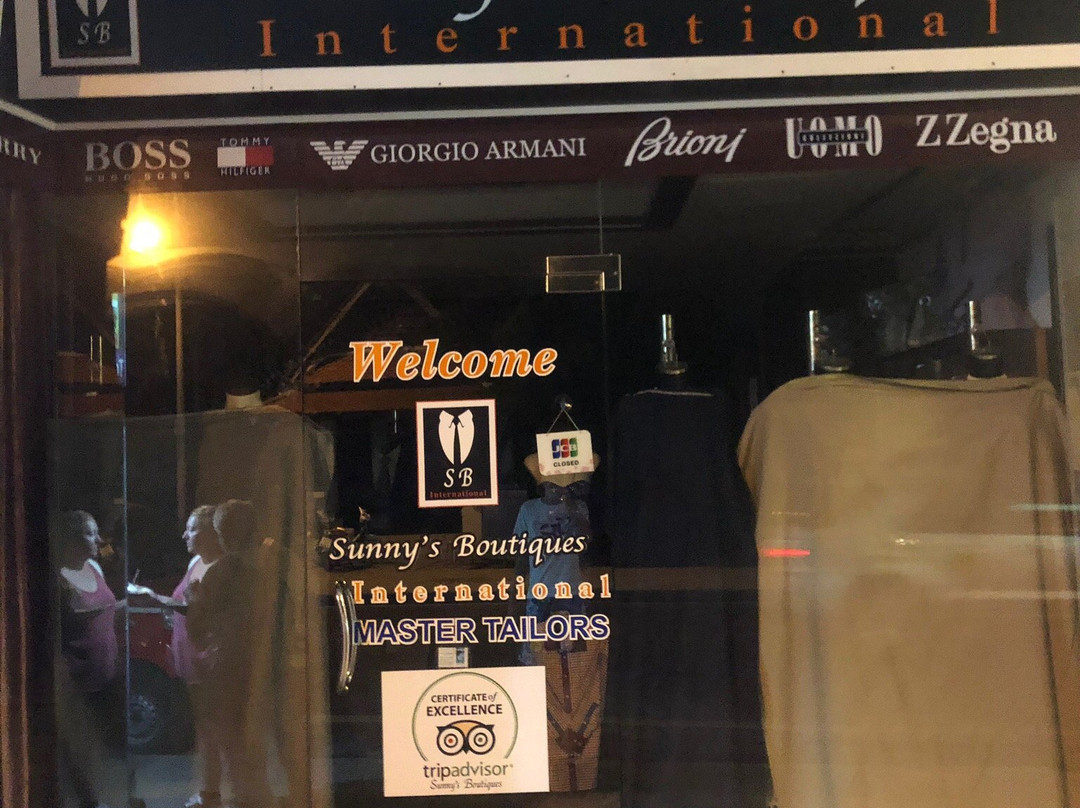 SB
International
BOSS
HUGO BOSS
TOMMY
HILFIGER
GIORGIO ARMANI
Brioni
UOMO
ZZegna
Welcome
SB
International
JCB
CLOSED
Sunny's Boutiques
International
MASTER TAILORS
CERTIFICATE of
EXCELLENCE
tripadvisor®
Sunny's Boutiques